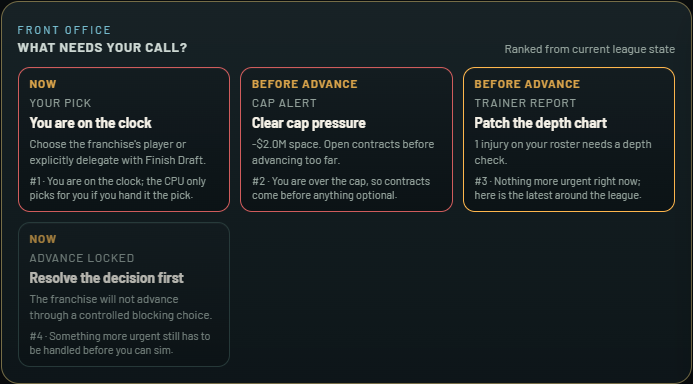 FRONT OFFICE
WHAT NEEDS YOUR CALL?
Ranked from current league state
NOW
YOUR PICK
You are on the clock
Choose the franchise's player or
explicitly delegate with Finish Draft.
#1 · You are on the clock; the CPU only
picks for you if you hand it the pick.
BEFORE ADVANCE
CAP ALERT
Clear cap pressure
-$2.0M space. Open contracts before
advancing too far.
#2 · You are over the cap, so contracts
come before anything optional.
BEFORE ADVANCE
TRAINER REPORT
Patch the depth chart
1 injury on your roster needs a depth
check.
#3 · Nothing more urgent right now;
here is the latest around the league.
NOW
ADVANCE LOCKED
Resolve the decision first
The franchise will not advance
through a controlled blocking choice.
#4 · Something more urgent still has to
be handled before you can sim.